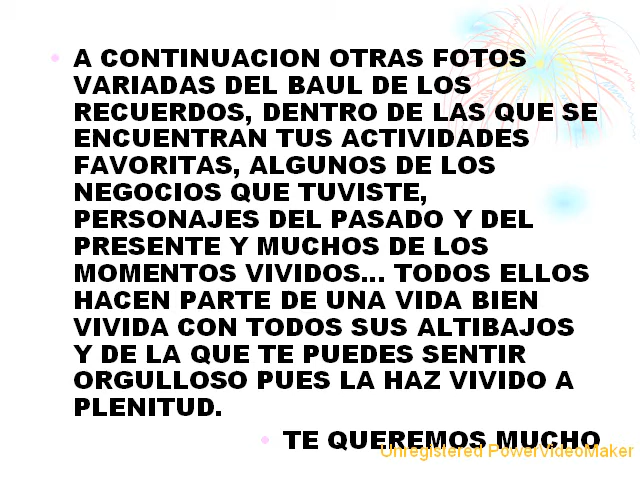 A CONTINUACION OTRAS FOTOS
VARIADAS DEL BAUL DE LOS
RECUERDOS, DENTRO DE LAS QUE SE
ENCUENTRAN TUS ACTIVIDADES
FAVORITAS, ALGUNOS DE LOS
NEGOCIOS QUE TUVISTE,
PERSONAJES DEL PASADO Y DEL
PRESENTE Y MUCHOS DE LOS
MOMENTOS VIVIDOS... TODOS ELLOS
HACEN PARTE DE UNA VIDA BIEN
VIVIDA CON TODOS SUS ALTIBAJOS
Y DE LA QUE TE PUEDES SENTIR
ORGULLOSO PUES LA HAZ VIVIDO A
PLENITUD.
TE QUEREMOS MUCHO
Unregistered PowerVideoMaker